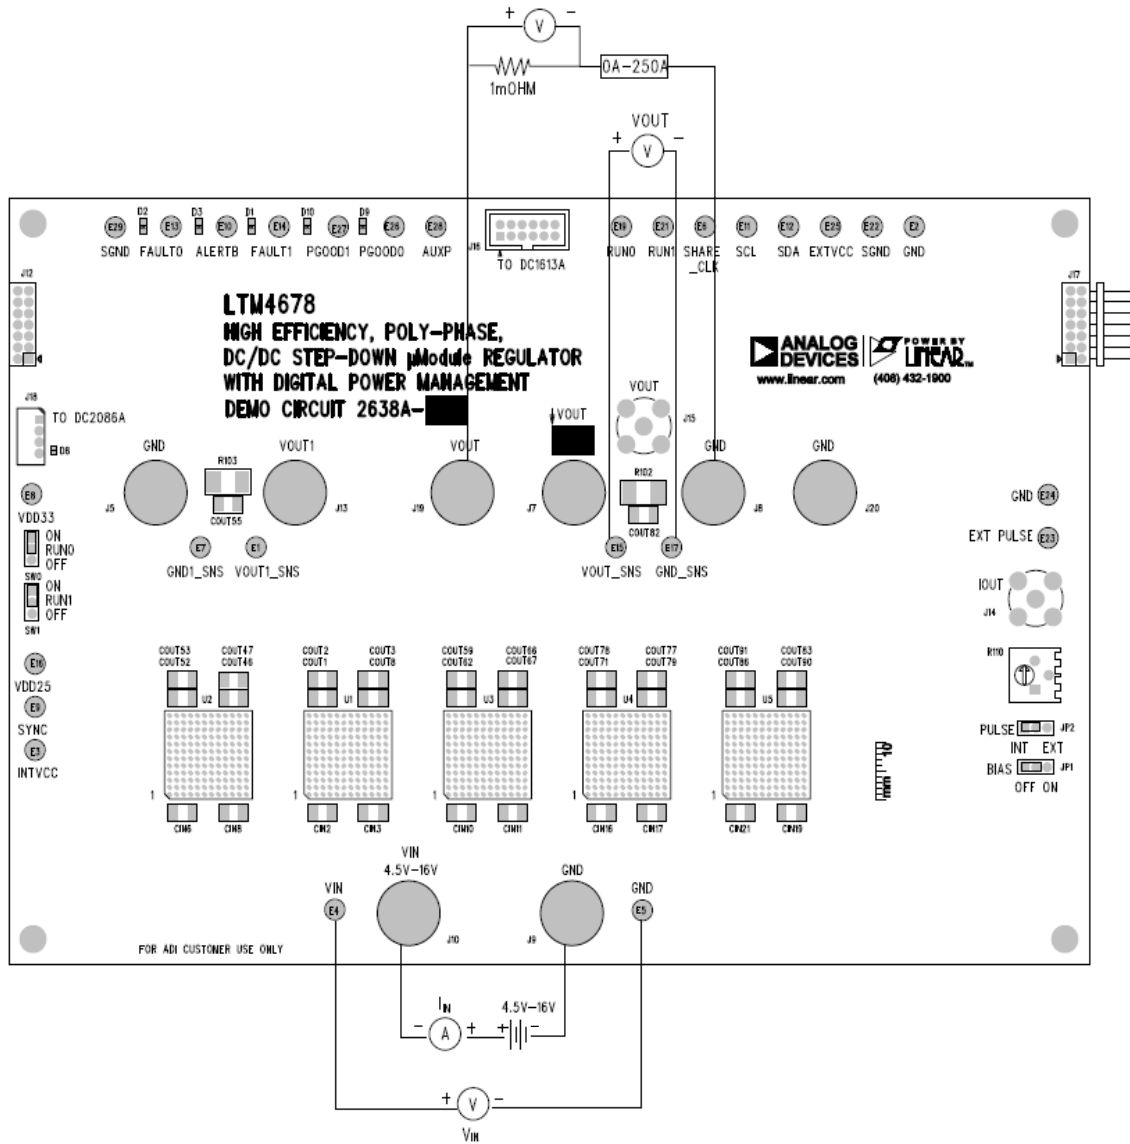 + V -
1mOHM
0A-250A
VOUT
+ V -
E29 D2 E13 D3 E10 D1 E14 D10 E27 D9 E26 E28
SGND FAULT0 ALERTB FAULT1 PGOOD1 PGOOD0 AUXP
J16
TO DC1613A
E19 E21 E6 E11 E12 E25 E22 E2
RUN0 RUN1 SHARE_CLK SCL SDA EXTVCC SGND GND
J12
J17
LTM4678
HIGH EFFICIENCY, POLY-PHASE,
DC/DC STEP-DOWN µModule REGULATOR
WITH DIGITAL POWER MANAGEMENT
DEMO CIRCUIT 2638A-
ANALOG DEVICES
POWER BY LINEAR™
www.linear.com (408) 432-1900
J18
TO DC2086A
D8
VOUT
J15
VOUT
GND
J5
R103
COUT55
VOUT1
J13
VOUT
J19
J7
R102
COUT82
GND
J8
GND
J20
E8
VDD33
ON
RUN0
OFF
SW0
ON
RUN1
OFF
SW1
E7
GND1_SNS
E1
VOUT1_SNS
E15
VOUT_SNS
E17
GND_SNS
GND E24
EXT PULSE E23
IOUT
J14
R110
E16
VDD25
E9
SYNC
E3
INTVCC
COUT53 COUT47 COUT2 COUT3 COUT59 COUT66 COUT78 COUT77 COUT91 COUT83
COUT52 COUT46 COUT1 COUT8 COUT62 COUT67 COUT71 COUT79 COUT86 COUT90
U2 U1 U3 U4 U5
1 1 1 1 1
CIN6 CIN8 CIN2 CIN3 CIN10 CIN11 CIN16 CIN17 CIN21 CIN19
PULSE JP2
INT EXT
BIAS JP1
OFF ON
10
mm
VIN
4.5V-16V
J10
GND
J9
VIN
E4
GND
E5
FOR ADI CUSTOMER USE ONLY
IIN
- A +
4.5V-16V
+ -
+ V -
VIN